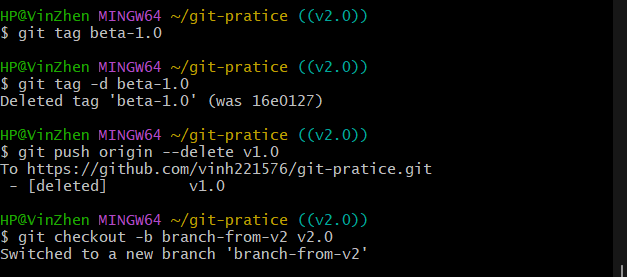 HP@VinZhen MINGW64 ~/git-pratice ((v2.0))
$ git tag beta-1.0
HP@VinZhen MINGW64 ~/git-pratice ((v2.0))
$ git tag -d beta-1.0
Deleted tag 'beta-1.0' (was 16e0127)
HP@VinZhen MINGW64 ~/git-pratice ((v2.0))
$ git push origin --delete v1.0
To https://github.com/vinh221576/git-pratice.git
 - [deleted]         v1.0
HP@VinZhen MINGW64 ~/git-pratice ((v2.0))
$ git checkout -b branch-from-v2 v2.0
Switched to a new branch 'branch-from-v2'